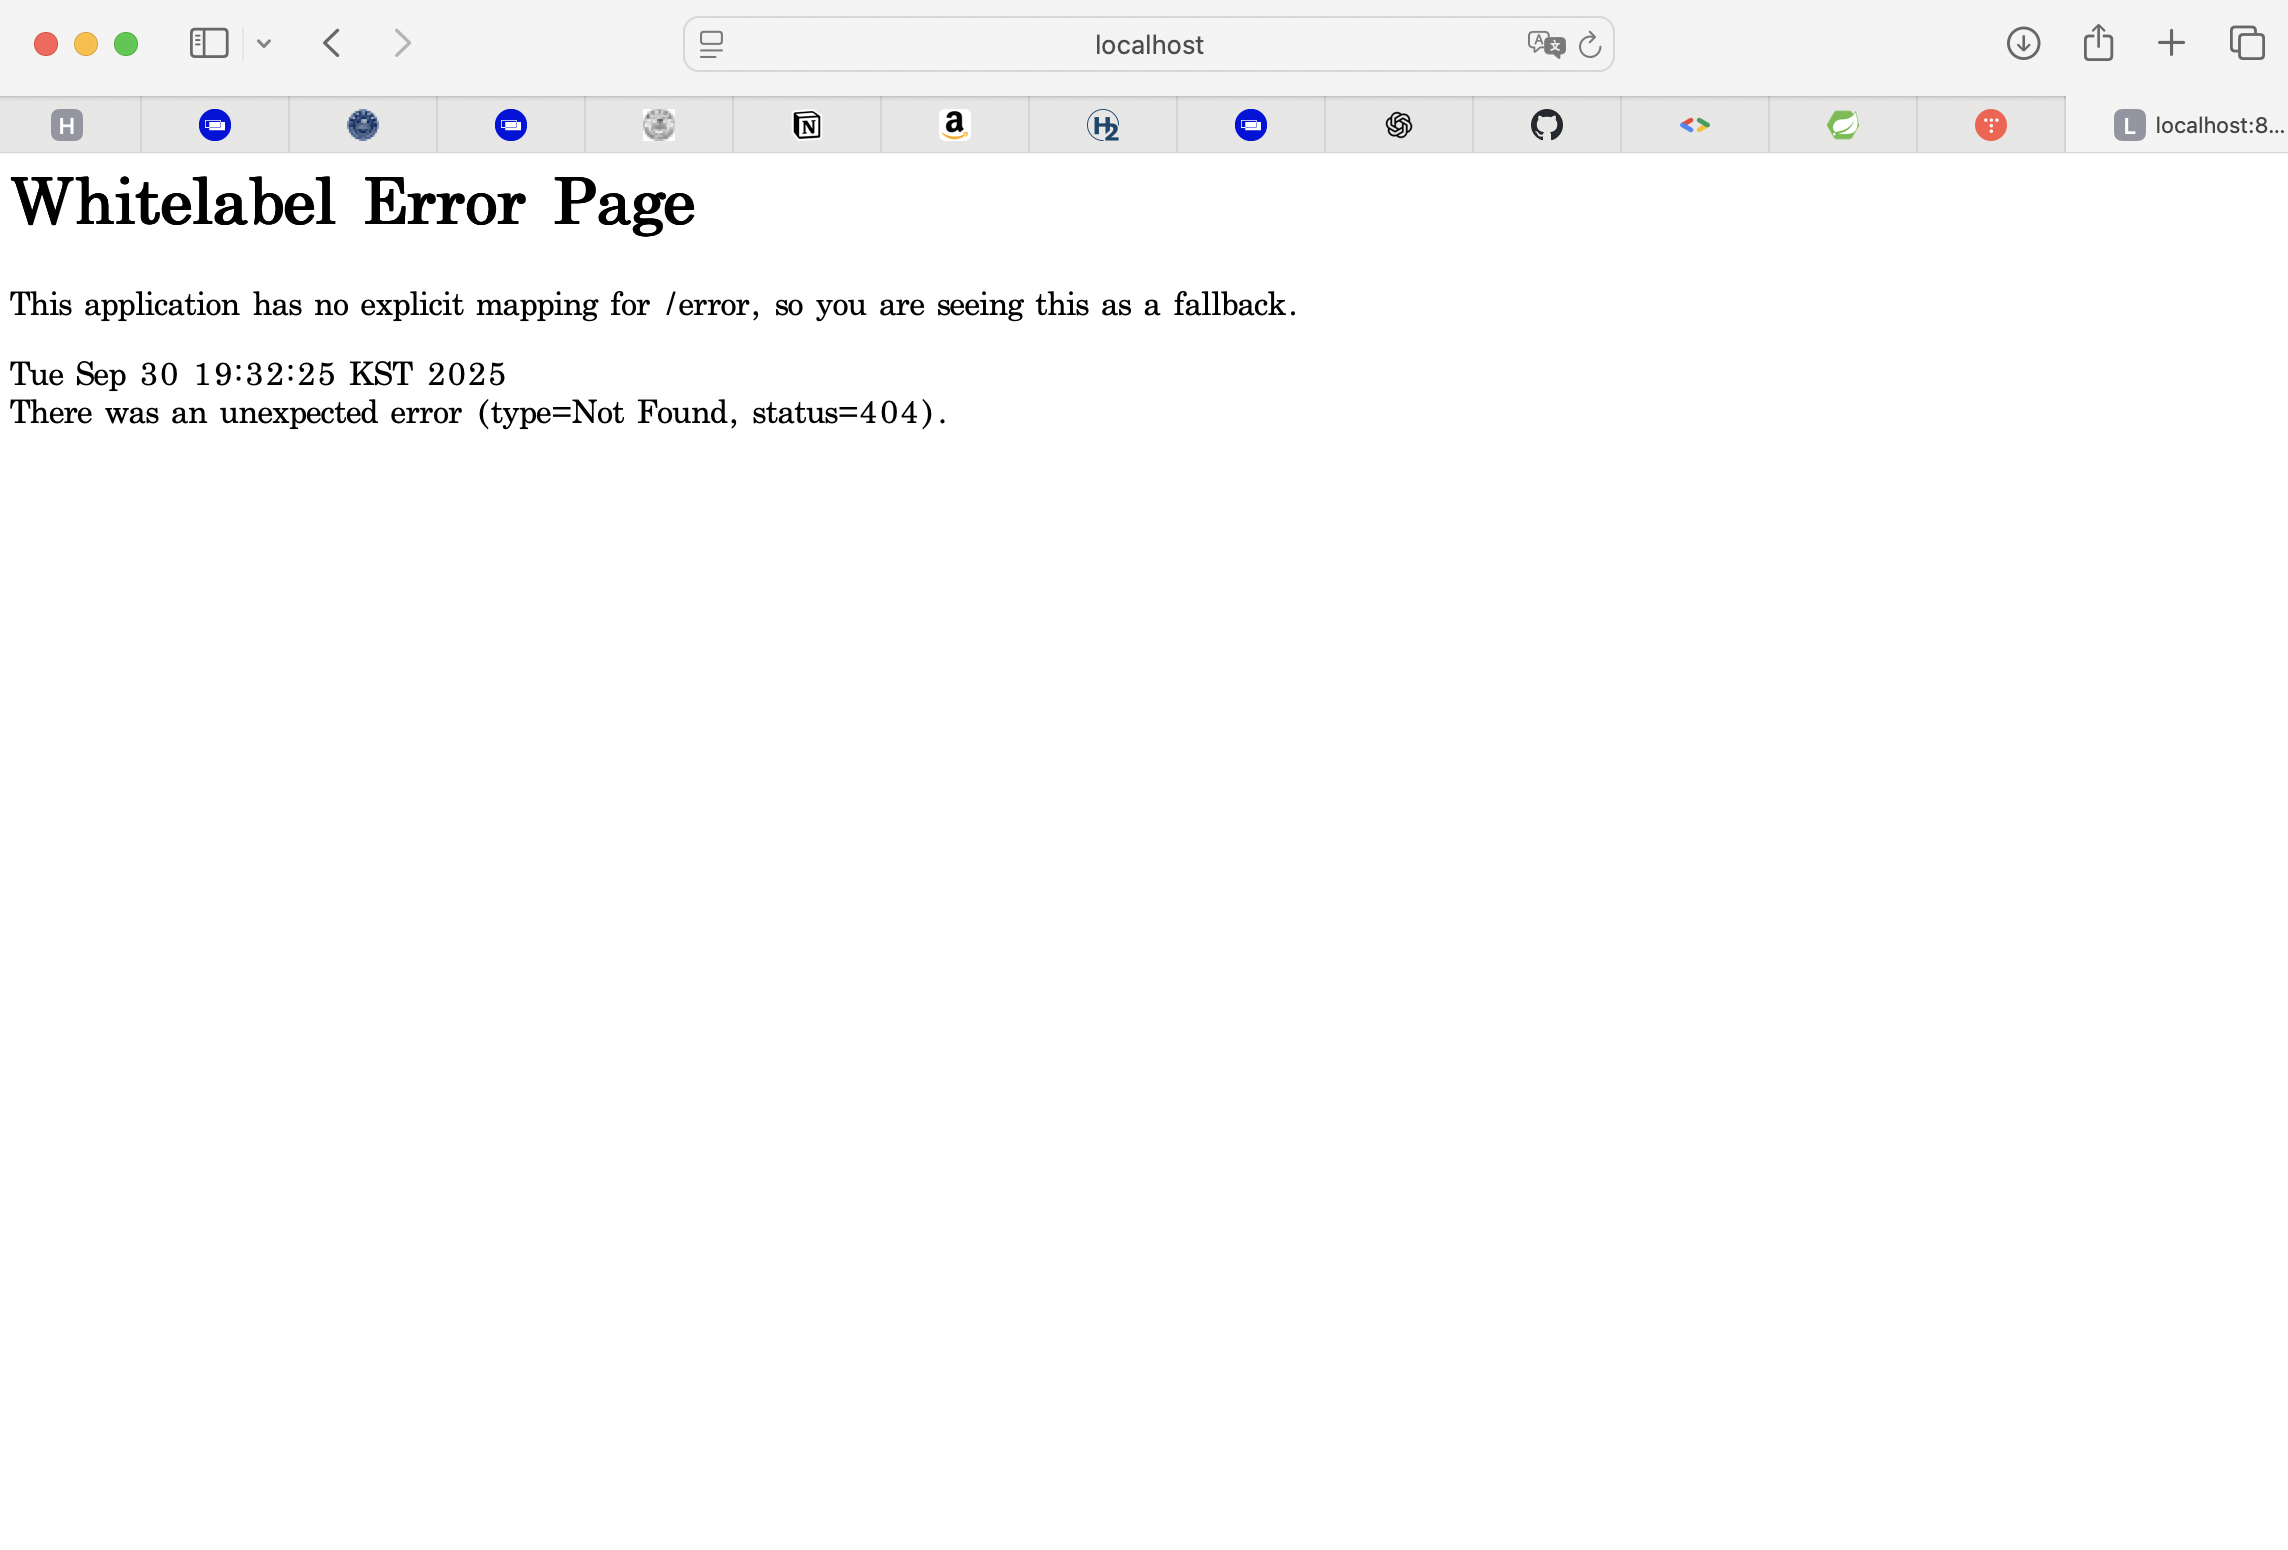 localhost
H
N
a
H2
L localhost:8...
Whitelabel Error Page
This application has no explicit mapping for /error, so you are seeing this as a fallback.
Tue Sep 30 19:32:25 KST 2025
There was an unexpected error (type=Not Found, status=404).